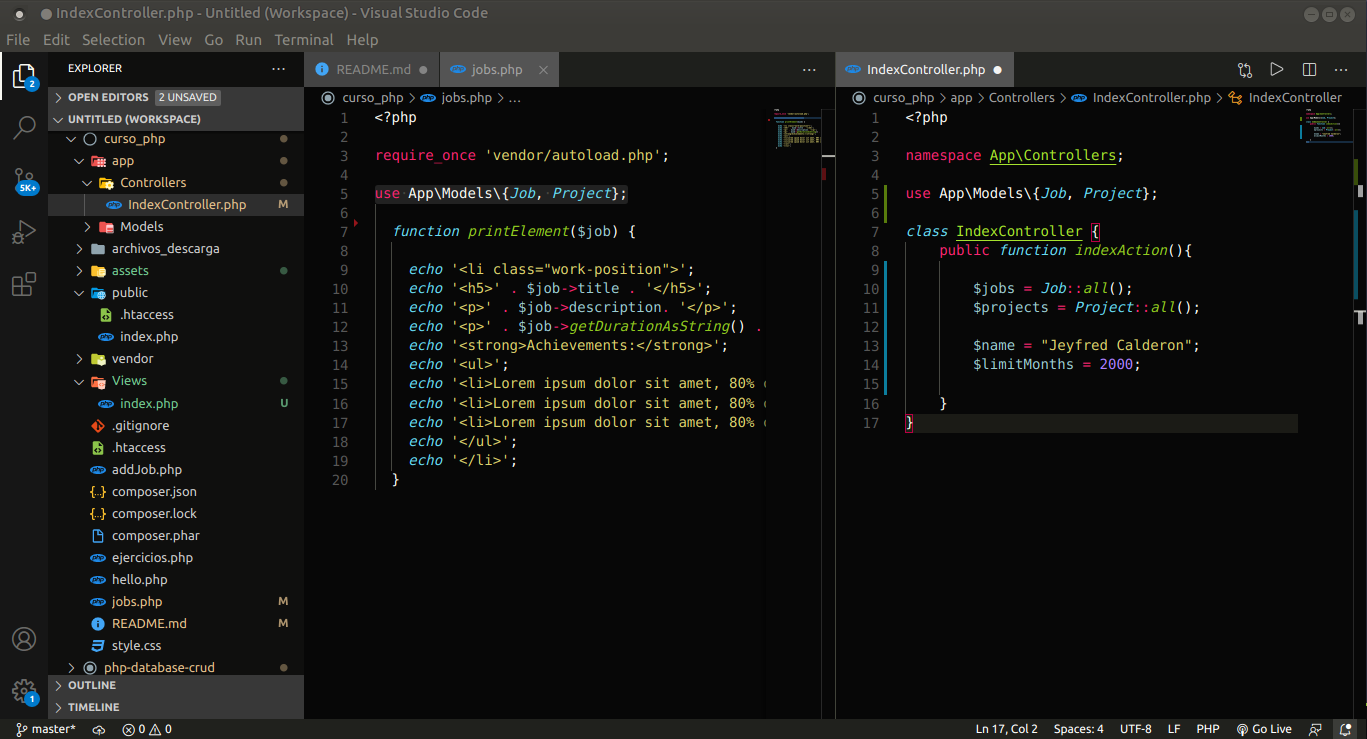 IndexController.php - Untitled (Workspace) - Visual Studio Code
File Edit Selection View Go Run Terminal Help
2
5K+
1
EXPLORER
OPEN EDITORS 2 UNSAVED
UNTITLED (WORKSPACE)
curso_php
app
Controllers
IndexController.php M
Models
archivos_descarga
assets
public
.htaccess
index.php
vendor
Views
index.php U
.gitignore
.htaccess
addJob.php
composer.json
composer.lock
composer.phar
ejercicios.php
hello.php
jobs.php M
README.md M
style.css
php-database-crud
OUTLINE
TIMELINE
README.md jobs.php
curso_php > jobs.php > ...
1 <?php
2
3 require_once 'vendor/autoload.php';
4
5 use App\Models\{Job, Project};
6
7 function printElement($job) {
8
9 echo '<li class="work-position">';
10 echo '<h5>' . $job->title . '</h5>';
11 echo '<p>' . $job->description. '</p>';
12 echo '<p>' . $job->getDurationAsString() .
13 echo '<strong>Achievements:</strong>';
14 echo '<ul>';
15 echo '<li>Lorem ipsum dolor sit amet, 80%
16 echo '<li>Lorem ipsum dolor sit amet, 80%
17 echo '<li>Lorem ipsum dolor sit amet, 80%
18 echo '</ul>';
19 echo '</li>';
20 }
IndexController.php
curso_php > app > Controllers > IndexController.php > IndexController
1 <?php
2
3 namespace App\Controllers;
4
5 use App\Models\{Job, Project};
6
7 class IndexController {
8 public function indexAction(){
9
10 $jobs = Job::all();
11 $projects = Project::all();
12
13 $name = "Jeyfred Calderon";
14 $limitMonths = 2000;
15
16 }
17 }
master* 0 0 Ln 17, Col 2 Spaces: 4 UTF-8 LF PHP Go Live